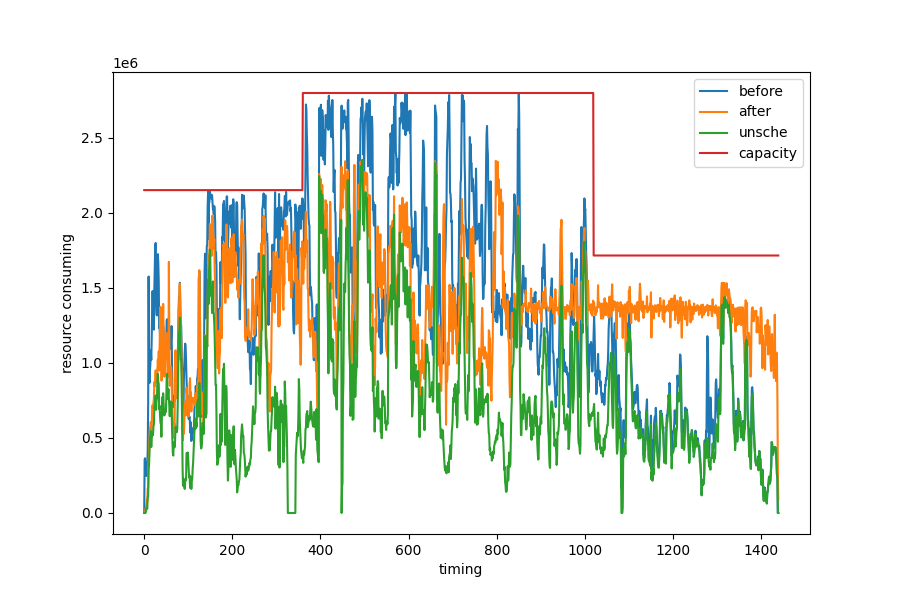 1e6
before
after
unsche
capacity
2.5
2.0
1.5
1.0
0.5
0.0
resource consuming
0 200 400 600 800 1000 1200 1400
timing